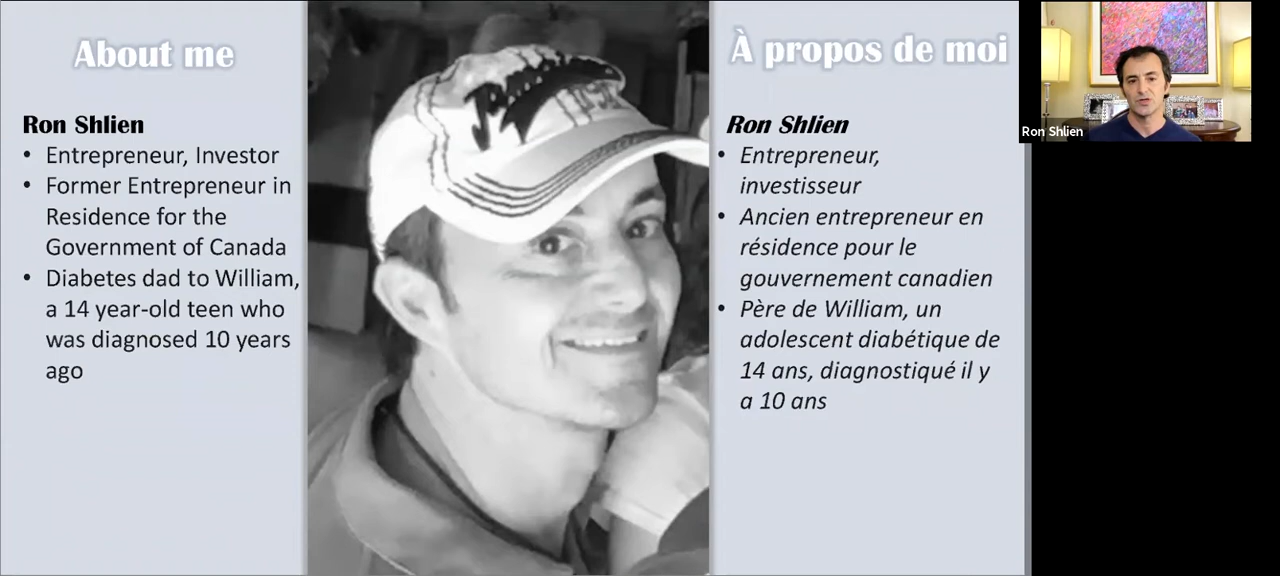 About me
Ron Shlien
• Entrepreneur, Investor
• Former Entrepreneur in
Residence for the
Government of Canada
• Diabetes dad to William,
a 14 year-old teen who
was diagnosed 10 years
ago
À propos de moi
Ron Shlien
• Entrepreneur,
investisseur
• Ancien entrepreneur en
résidence pour le
gouvernement canadien
• Père de William, un
adolescent diabétique de
14 ans, diagnostiqué il y
a 10 ans
Ron Shlien